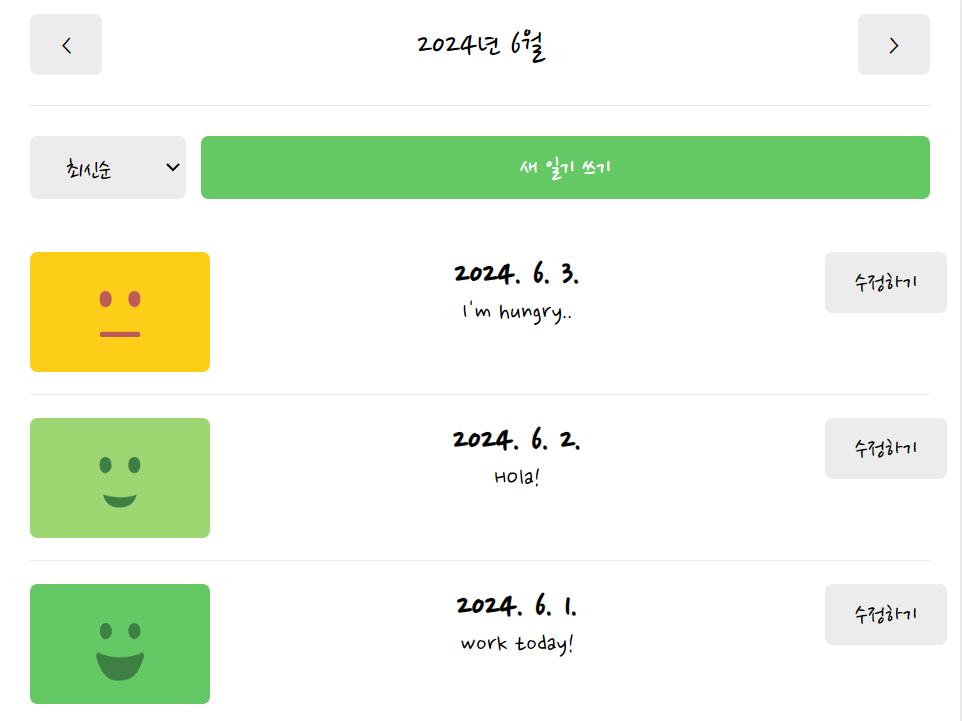 2024년 6월
최신순
새 일기 쓰기
2024. 6. 3.
I'm hungry..
수정하기
2024. 6. 2.
Hola!
수정하기
2024. 6. 1.
work today!
수정하기